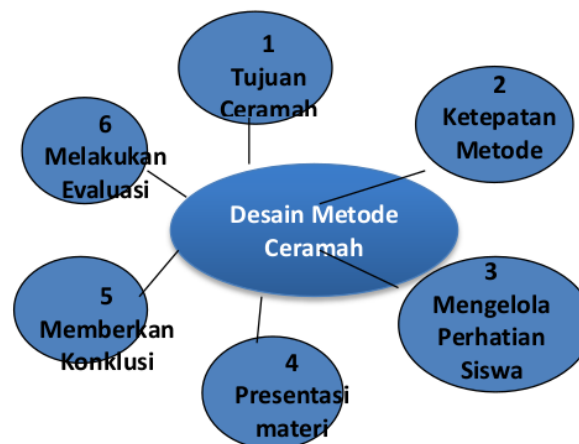 1
Tujuan
Ceramah
2
Ketepatan
Metode
6
Melakukan
Evaluasi
Desain Metode
Ceramah
3
Mengelola
Perhatian
Siswa
5
Memberkan
Konklusi
4
Presentasi
materi